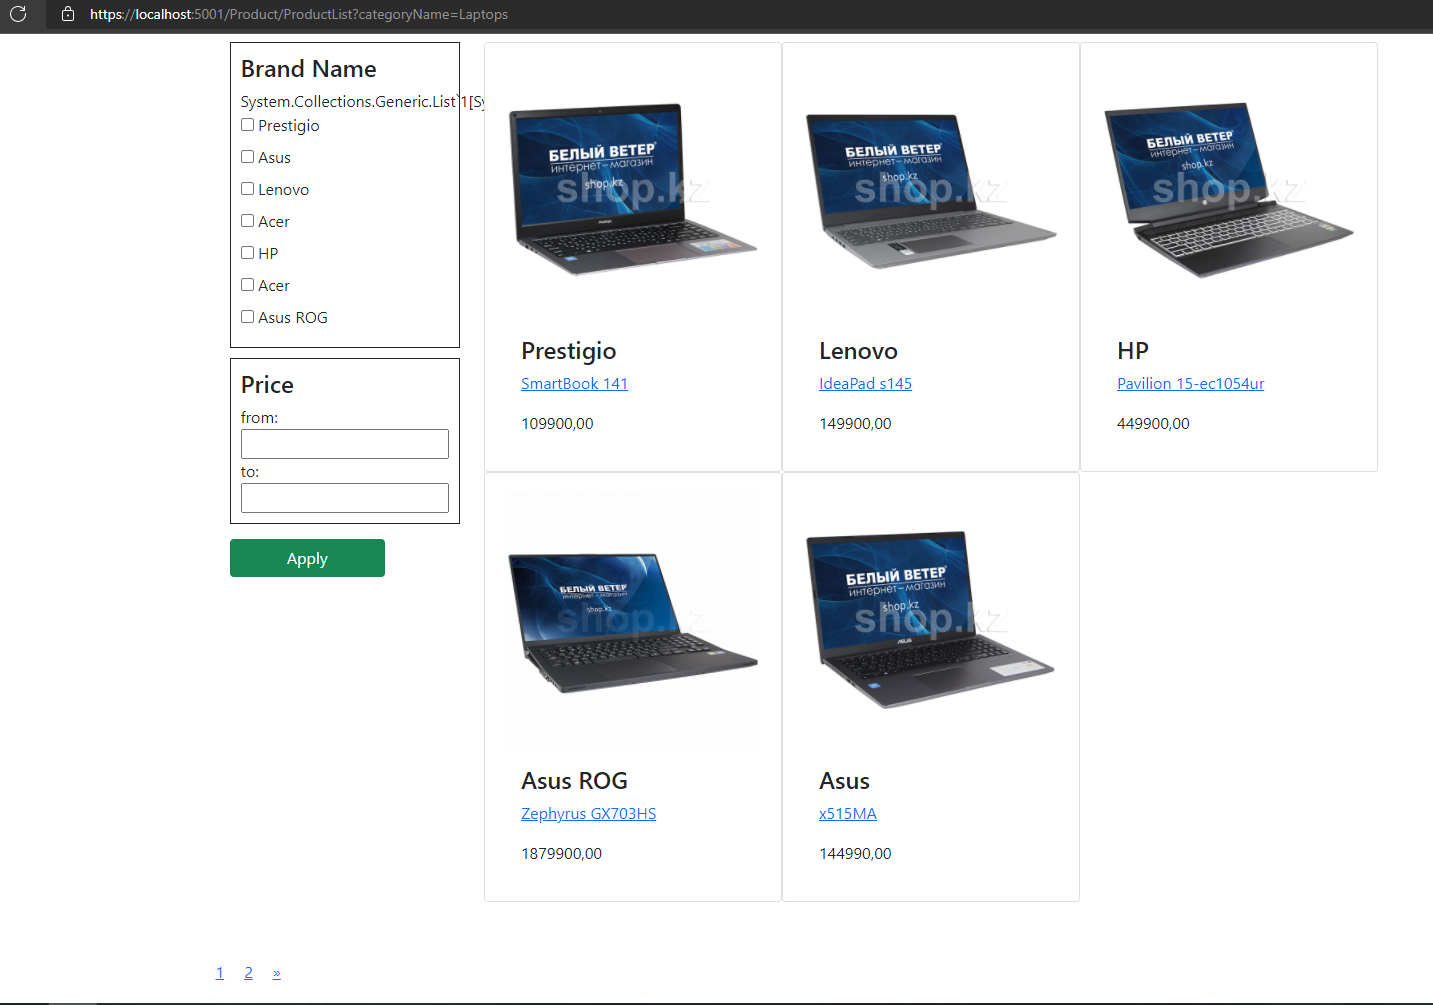 https://localhost:5001/Product/ProductList?categoryName=Laptops
Brand Name
System.Collections.Generic.List`1[Sy
Prestigio
Asus
Lenovo
Acer
HP
Acer
Asus ROG
Price
from:
to:
Apply
БЕЛЫЙ ВЕТЕР
интернет-магазин
shop.kz
shop.kz
Prestigio
SmartBook 141
109900,00
БЕЛЫЙ ВЕТЕР
интернет-магазин
shop.kz
shop.kz
Lenovo
IdeaPad s145
149900,00
БЕЛЫЙ ВЕТЕР
интернет-магазин
shop.kz
shop.kz
HP
Pavilion 15-ec1054ur
449900,00
БЕЛЫЙ ВЕТЕР
интернет-магазин
shop.kz
shop.kz
Asus ROG
Zephyrus GX703HS
1879900,00
БЕЛЫЙ ВЕТЕР
интернет-магазин
shop.kz
shop.kz
ASUS
Asus
x515MA
144990,00
1 2 »